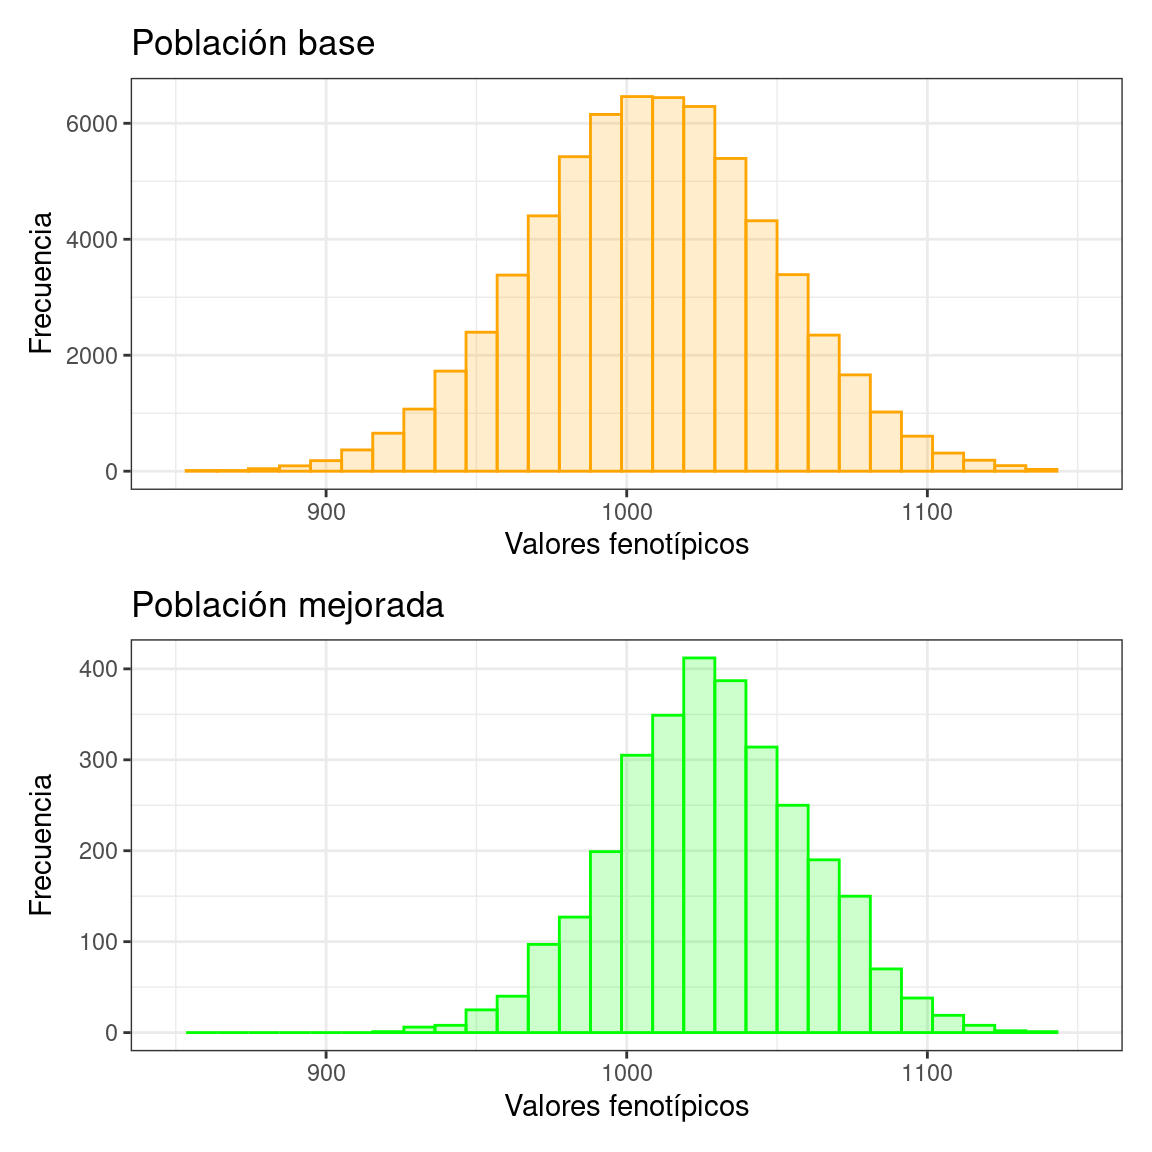 Población base
6000
4000
2000
0
Frecuencia
900 1000 1100
Valores fenotípicos
Población mejorada
400
300
200
100
0
Frecuencia
900 1000 1100
Valores fenotípicos